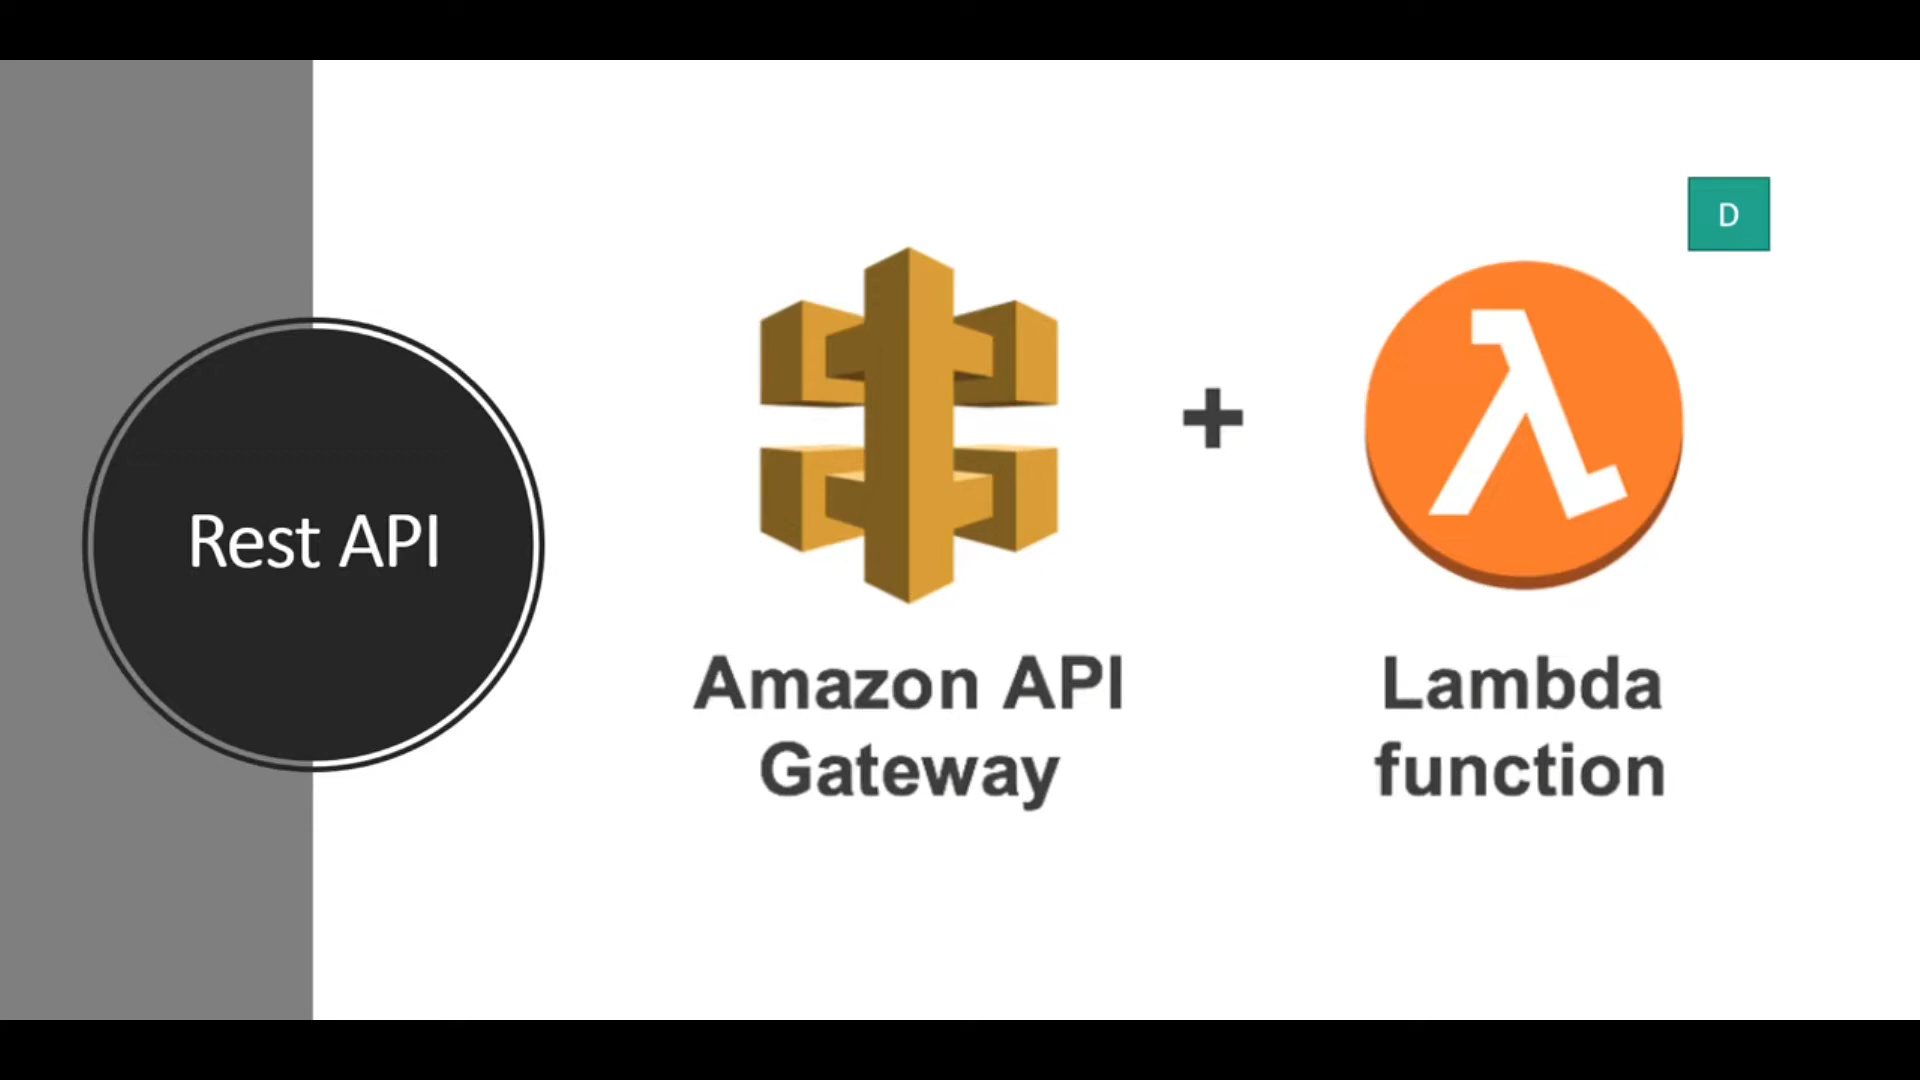 Rest API
Amazon API
Gateway
+
Lambda
function
D